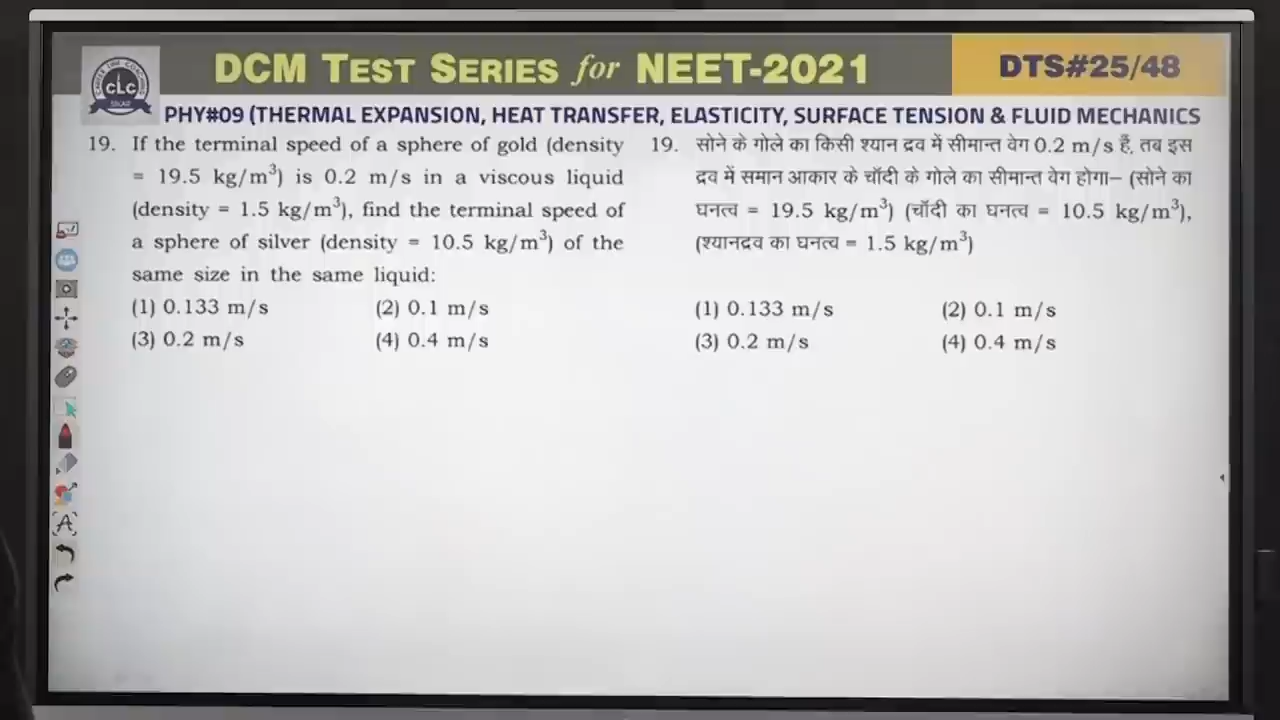 DCM TEST SERIES for NEET-2021
DTS#25/48
CLC
PHY#09 (THERMAL EXPANSION, HEAT TRANSFER, ELASTICITY, SURFACE TENSION & FLUID MECHANICS
19. If the terminal speed of a sphere of gold (density
= 19.5 kg/m³) is 0.2 m/s in a viscous liquid
(density = 1.5 kg/m³), find the terminal speed of
a sphere of silver (density = 10.5 kg/m³) of the
same size in the same liquid:
(1) 0.133 m/s (2) 0.1 m/s
(3) 0.2 m/s (4) 0.4 m/s
19. सोने के गोले का किसी श्यान द्रव में सीमान्त वेग 0.2 m/s हैं, तब इस
द्रव में समान आकार के चाँदी के गोले का सीमान्त वेग होगा– (सोने का
घनत्व = 19.5 kg/m³) (चाँदी का घनत्व = 10.5 kg/m³),
(श्यानद्रव का घनत्व = 1.5 kg/m³)
(1) 0.133 m/s (2) 0.1 m/s
(3) 0.2 m/s (4) 0.4 m/s
A